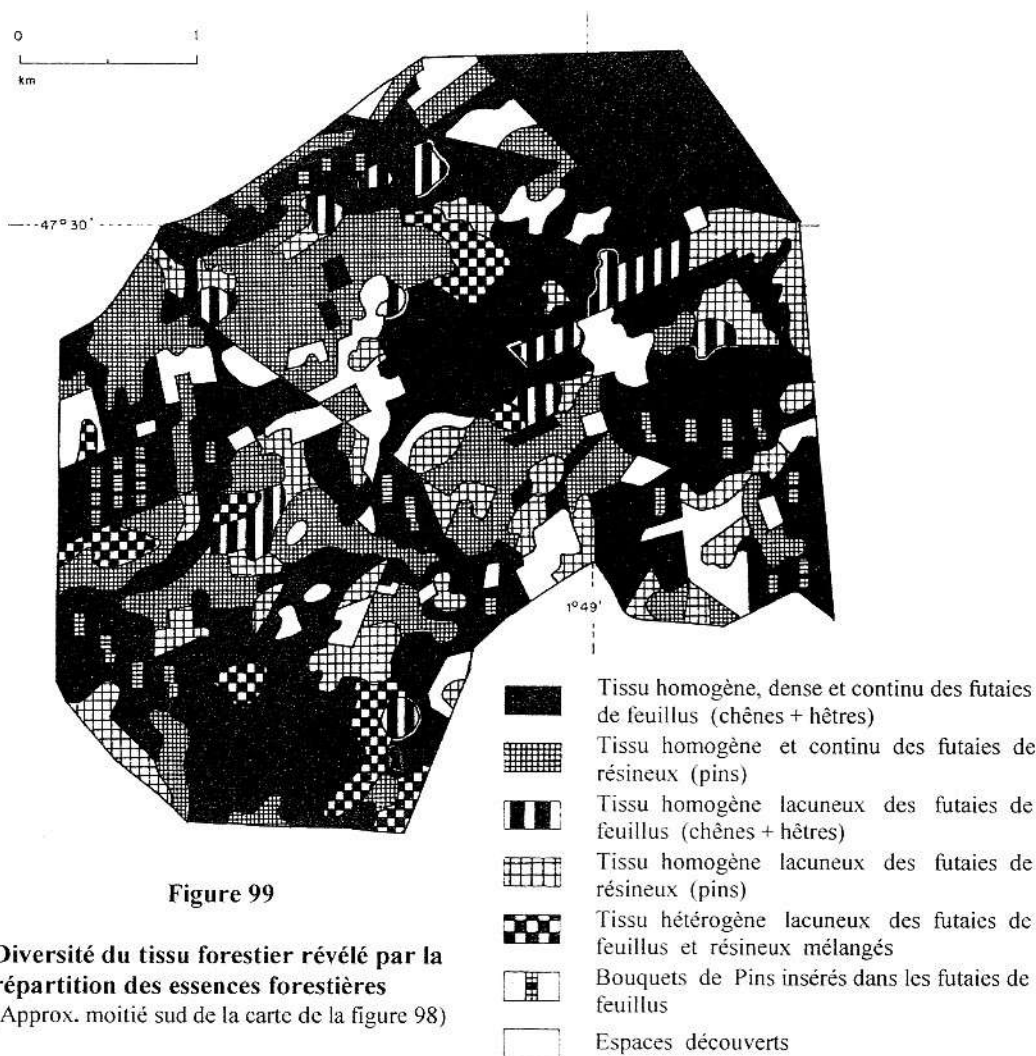 0 1
km
47° 30'
1° 49'
Tissu homogène, dense et continu des futaies
de feuillus (chênes + hêtres)
Tissu homogène et continu des futaies de
résineux (pins)
Tissu homogène lacuneux des futaies de
feuillus (chênes + hêtres)
Tissu homogène lacuneux des futaies de
résineux (pins)
Tissu hétérogène lacuneux des futaies de
feuillus et résineux mélangés
Bouquets de Pins insérés dans les futaies de
feuillus
Espaces découverts
Figure 99
Diversité du tissu forestier révélé par la
répartition des essences forestières
(Approx. moitié sud de la carte de la figure 98)